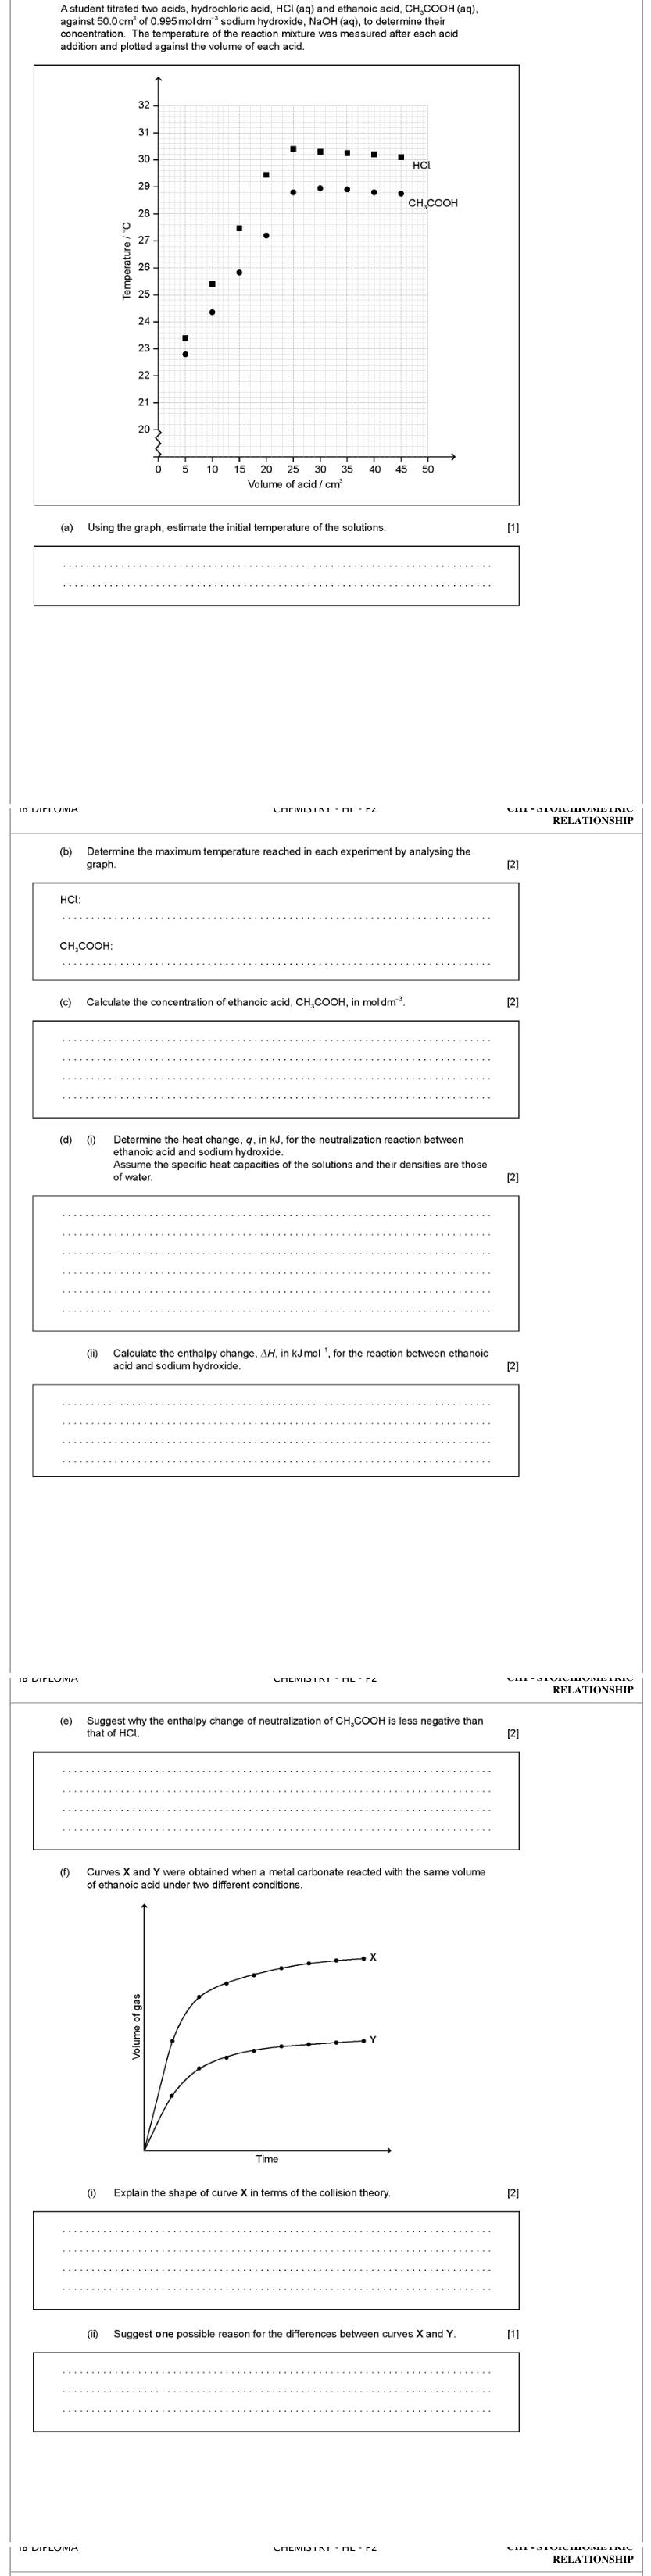 A student titrated two acids, hydrochloric acid, HCl (aq) and ethanoic acid, CH₃COOH (aq),
against 50.0 cm³ of 0.995 mol dm⁻³ sodium hydroxide, NaOH (aq), to determine their
concentration. The temperature of the reaction mixture was measured after each acid
addition and plotted against the volume of each acid.
Temperature / °C
32
31
30
29
28
27
26
25
24
23
22
21
20
HCl
CH₃COOH
0 5 10 15 20 25 30 35 40 45 50
Volume of acid / cm³
(a) Using the graph, estimate the initial temperature of the solutions. [1]
IB DIPLOMA CHEMISTRY - HL - P2 CH1 - STOICHIOMETRIC
RELATIONSHIP
(b) Determine the maximum temperature reached in each experiment by analysing the
graph. [2]
HCl:
CH₃COOH:
(c) Calculate the concentration of ethanoic acid, CH₃COOH, in mol dm⁻³. [2]
(d) (i) Determine the heat change, q, in kJ, for the neutralization reaction between
ethanoic acid and sodium hydroxide.
Assume the specific heat capacities of the solutions and their densities are those
of water. [2]
(ii) Calculate the enthalpy change, ΔH, in kJ mol⁻¹, for the reaction between ethanoic
acid and sodium hydroxide. [2]
IB DIPLOMA CHEMISTRY - HL - P2 CH1 - STOICHIOMETRIC
RELATIONSHIP
(e) Suggest why the enthalpy change of neutralization of CH₃COOH is less negative than
that of HCl. [2]
(f) Curves X and Y were obtained when a metal carbonate reacted with the same volume
of ethanoic acid under two different conditions.
Volume of gas
X
Y
Time
(i) Explain the shape of curve X in terms of the collision theory. [2]
(ii) Suggest one possible reason for the differences between curves X and Y. [1]
IB DIPLOMA CHEMISTRY - HL - P2 CH1 - STOICHIOMETRIC
RELATIONSHIP